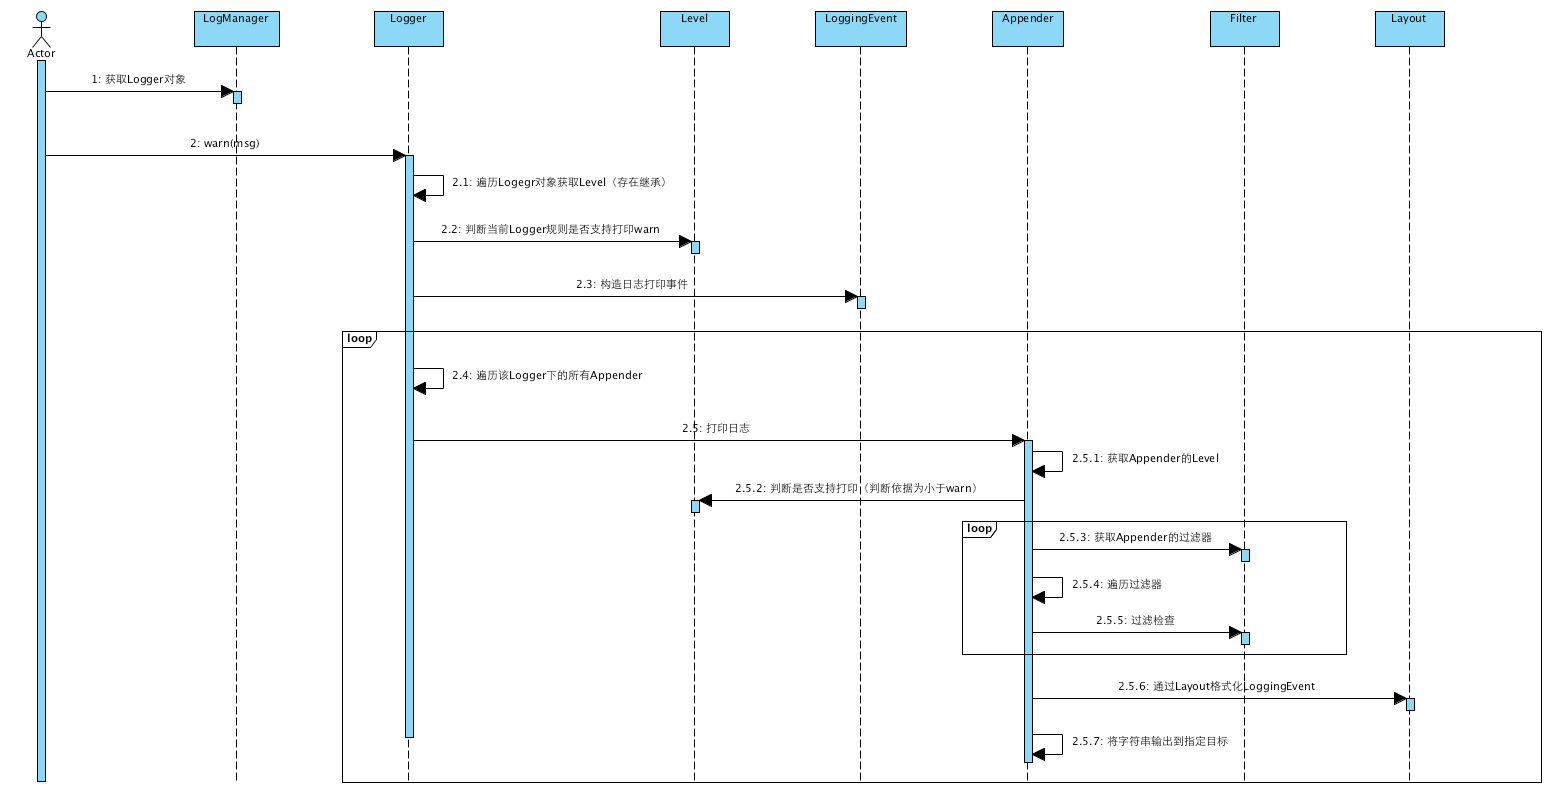 LogManager
Logger
Level
LoggingEvent
Appender
Filter
Layout
Actor
1: 获取Logger对象
2: warn(msg)
2.1: 遍历Logegr对象获取Level（存在继承）
2.2: 判断当前Logger规则是否支持打印warn
2.3: 构造日志打印事件
loop
2.4: 遍历该Logger下的所有Appender
2.5: 打印日志
2.5.1: 获取Appender的Level
2.5.2: 判断是否支持打印（判断依据为小于warn）
loop
2.5.3: 获取Appender的过滤器
2.5.4: 遍历过滤器
2.5.5: 过滤检查
2.5.6: 通过Layout格式化LoggingEvent
2.5.7: 将字符串输出到指定目标